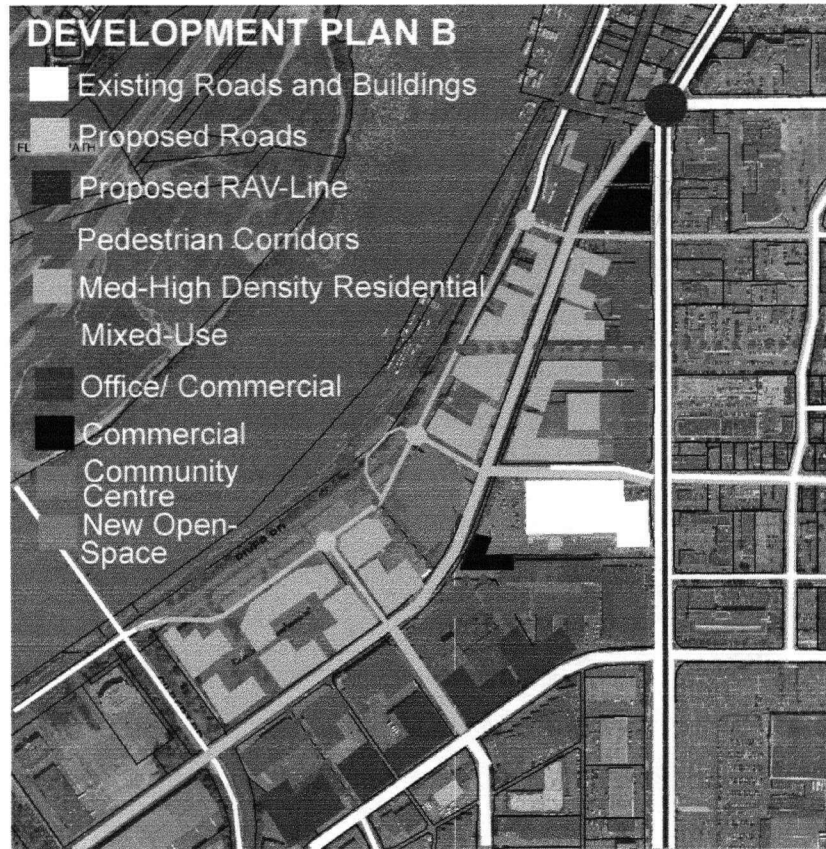 DEVELOPMENT PLAN B
Existing Roads and Buildings
Proposed Roads
Proposed RAV-Line
Pedestrian Corridors
Med-High Density Residential
Mixed-Use
Office/ Commercial
Commercial
Community
Centre
New Open-
Space